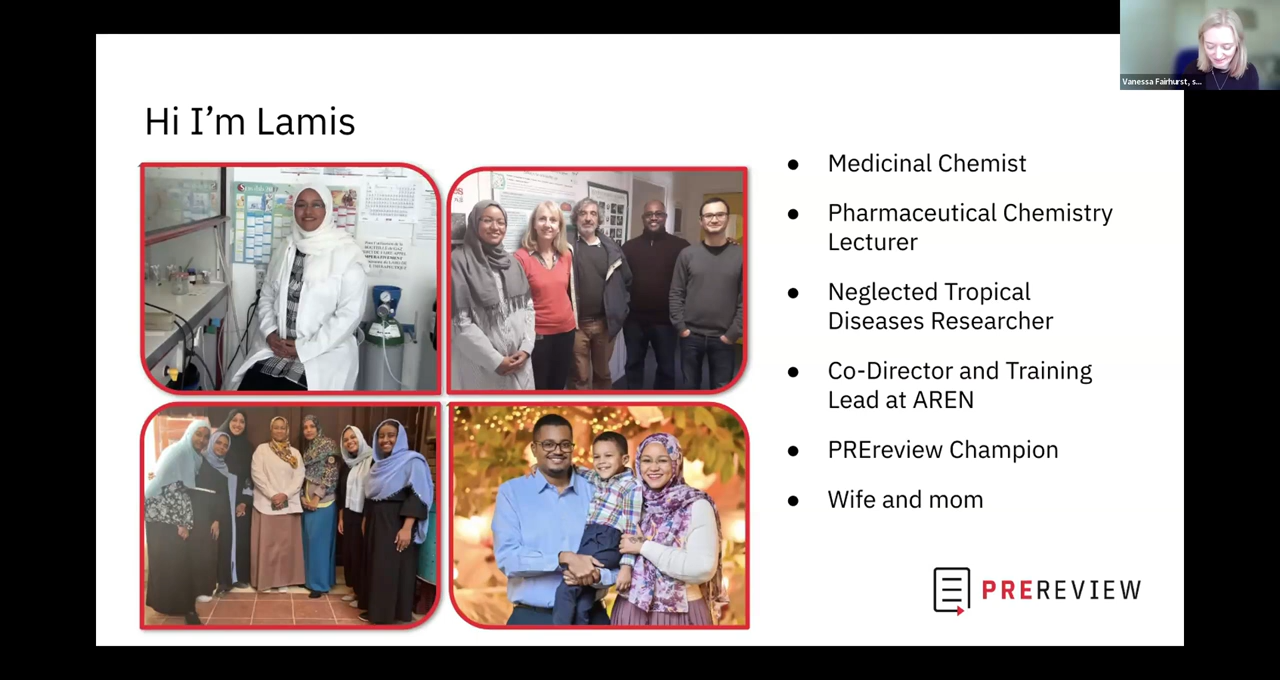 Vanessa Fairhurst, s...
Hi I’m Lamis
● Medicinal Chemist
● Pharmaceutical Chemistry
Lecturer
● Neglected Tropical
Diseases Researcher
● Co-Director and Training
Lead at AREN
● PREreview Champion
● Wife and mom
PREREVIEW